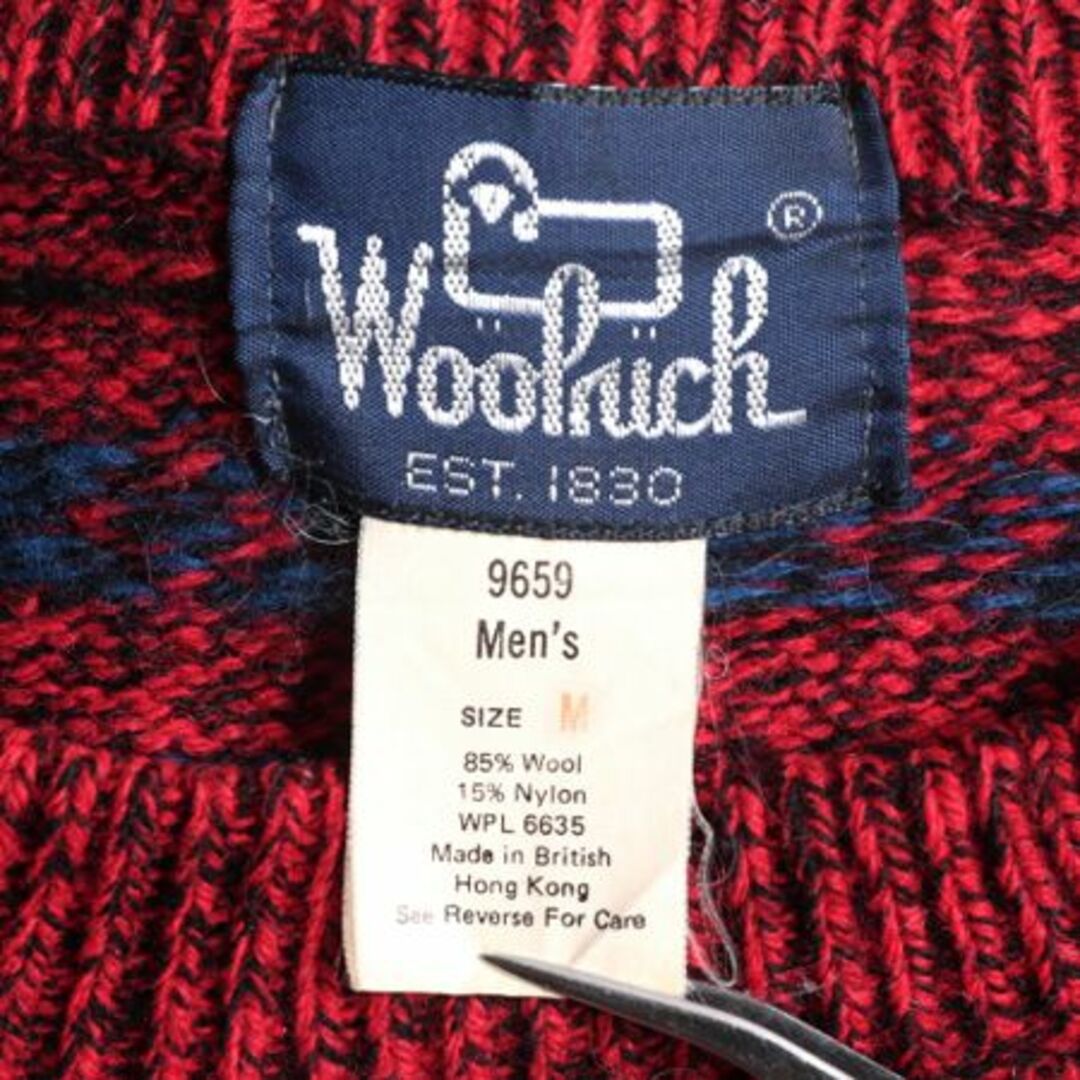 ®
Woolrich
EST. 1830
9659
Men's
SIZE M
85% Wool
15% Nylon
WPL 6635
Made in British
Hong Kong
See Reverse For Care